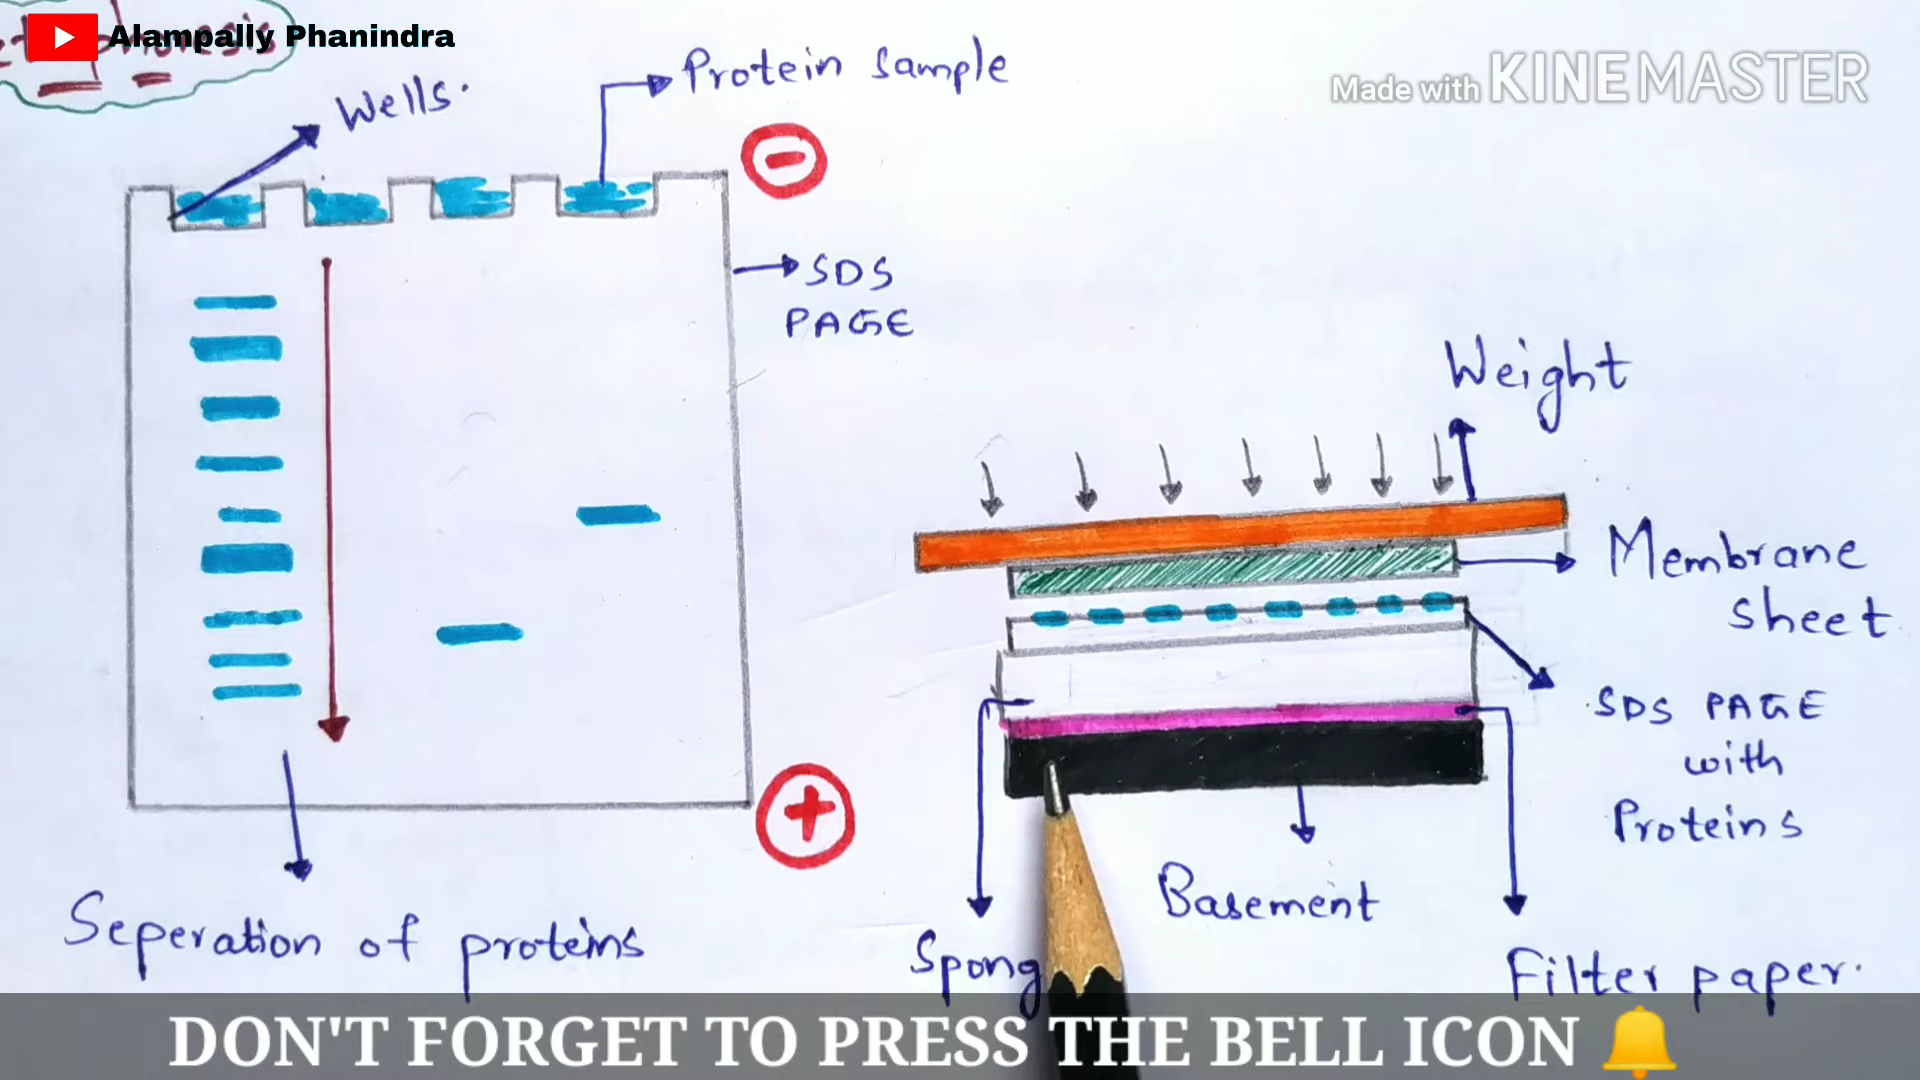 Alampally Phanindra
Made with KINEMASTER
Wells.
Protein sample
SDS
PAGE
Weight
Membrane
sheet
SDS PAGE
with
Proteins
Basement
Seperation of proteins
Spong
Filter paper.
DON'T FORGET TO PRESS THE BELL ICON